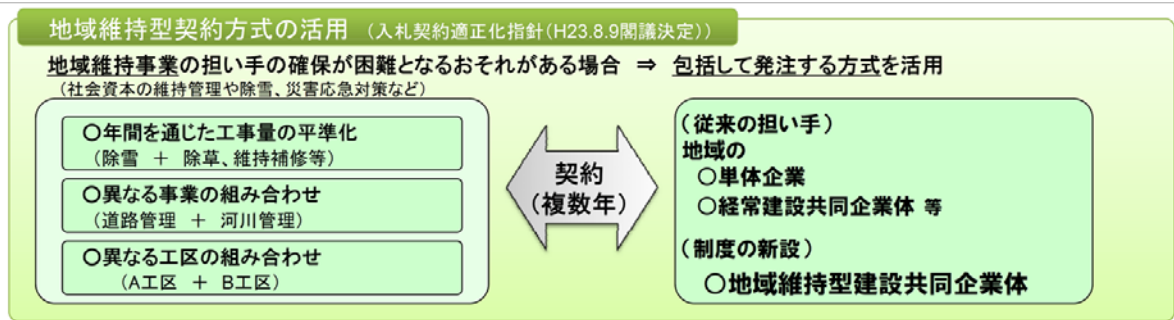 地域維持型契約方式の活用 （入札契約適正化指針（H23.8.9閣議決定））
地域維持事業の担い手の確保が困難となるおそれがある場合 ⇒ 包括して発注する方式を活用
（社会資本の維持管理や除雪、災害応急対策など）
○年間を通じた工事量の平準化
（除雪 ＋ 除草、維持補修等）
○異なる事業の組み合わせ
（道路管理 ＋ 河川管理）
○異なる工区の組み合わせ
（A工区 ＋ B工区）
契約
（複数年）
（従来の担い手）
地域の
○単体企業
○経常建設共同企業体 等
（制度の新設）
○地域維持型建設共同企業体